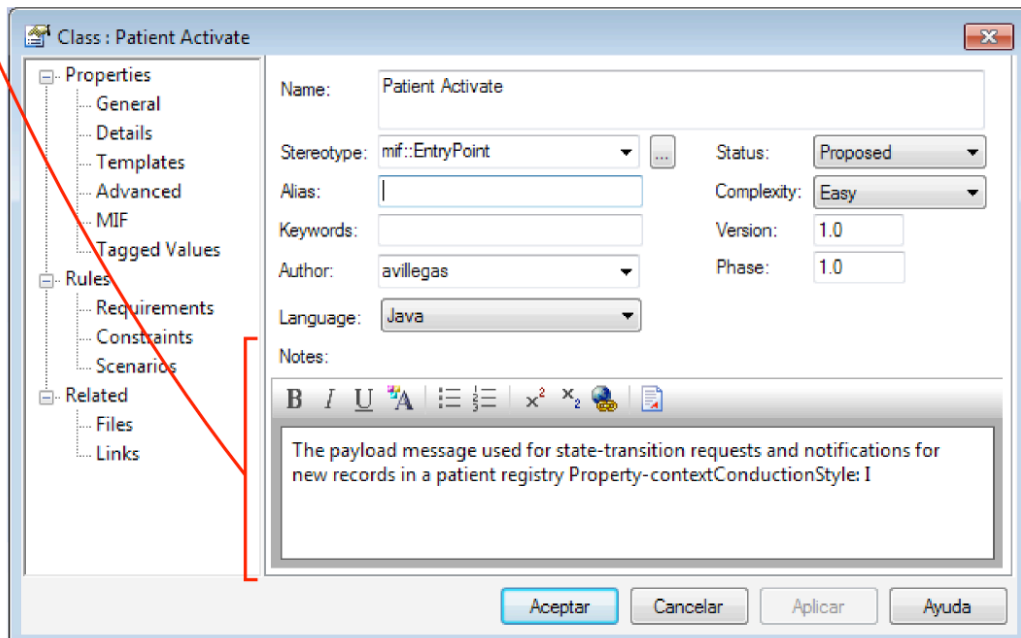 Class : Patient Activate
Properties
General
Details
Templates
Advanced
MIF
Tagged Values
Rules
Requirements
Constraints
Scenarios
Related
Files
Links
Name: Patient Activate
Stereotype: mif::EntryPoint ... Status: Proposed
Alias: Complexity: Easy
Keywords: Version: 1.0
Author: avillegas Phase: 1.0
Language: Java
Notes:
B I U A x² x₂
The payload message used for state-transition requests and notifications for
new records in a patient registry Property-contextConductionStyle: I
Aceptar Cancelar Aplicar Ayuda